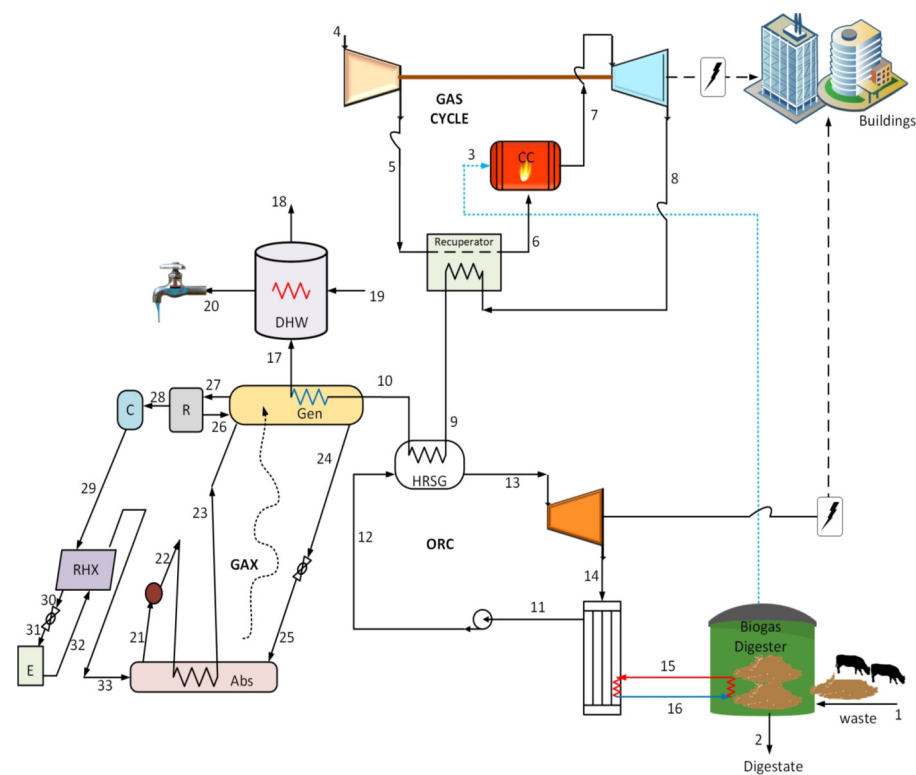 4
GAS
CYCLE
Buildings
3
CC
7
5
8
6
Recuperator
18
20
19
DHW
17
10
9
C
28
R
27
26
Gen
24
HRSG
13
29
23
12
ORC
GAX
22
RHX
30
31
32
21
25
E
33
Abs
14
11
15
16
Biogas
Digester
waste
1
2
Digestate